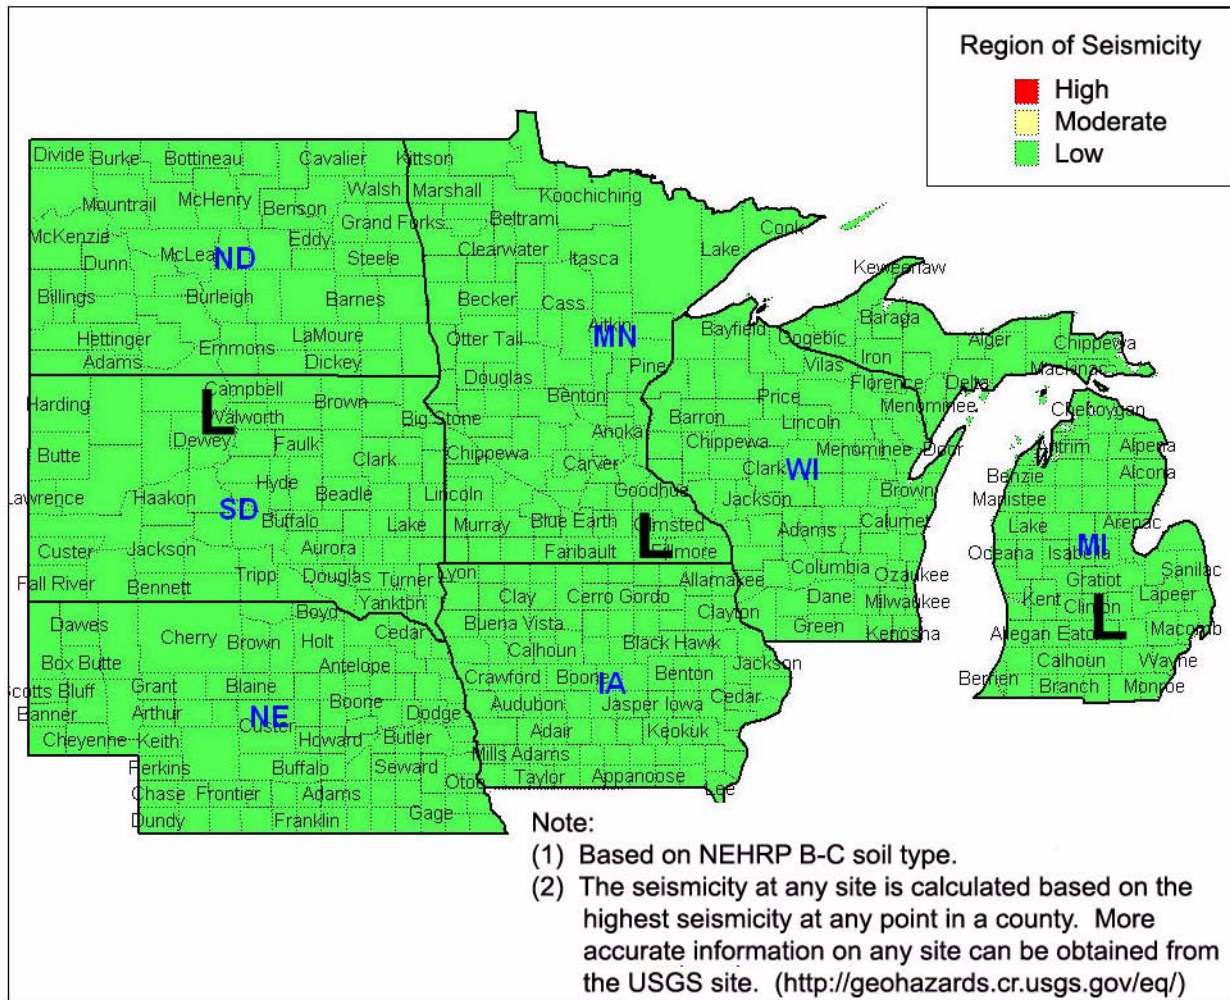 Region of Seismicity
High
Moderate
Low
Divide Burke Bottineau Cavalier Kittson
Walsh Marshall Koochiching
Mountrail McHenry Benson
Grand Forks Beltrami Cook
McKenzie Eddy Clearwater Lake
McLea ND Steele Itasca
Dunn Keweenaw
Billings Burleigh Barnes Becker Cass
Baraga
Hettinger LaMoure Otter Tail Aitkin MN Bayfield Gogebic Alger Chippewa
Adams Emmons Dickey Pine Iron
Vilas Mackinac
Douglas Florence Delta
Harding Campbell Brown Benton Price Menominee Cheboygan
L Walworth Big Stone Barron Lincoln
Dewey Faulk Anoka Chippewa Menominee Door Antrim Alpena
Butte Clark Chippewa Carver Clark WI Benzie Alcona
Lawrence Haakon Hyde Beadle Lincoln Goodhue Jackson Brown Manistee
SD Buffalo Lake Murray Blue Earth Olmsted Adams Calumet Lake Arenac
Custer Jackson Aurora Faribault L Fillmore Oceana Isabella MI
Fall River Bennett Tripp Douglas Turner Lyon Columbia Ozaukee Sanilac
Allamakee Gratiot
Yankton Clay Cerro Gordo Dane Milwaukee Kent Clinton Lapeer
Dawes Boyd Clayton
Cherry Brown Holt Cedar Buena Vista Green Kenosha Allegan Eato L Macomb
Calhoun Black Hawk
Box Butte Antelope Jackson Calhoun Wayne
Scotts Bluff Grant Blaine Crawford Boon IA Benton Berrien Branch Monroe
Banner Arthur NE Boone Dodge Audubon Jasper Iowa Cedar
Custer
Cheyenne Keith Howard Butler Adair Keokuk
Perkins Buffalo Seward Mills Adams
Otoe Taylor Appanoose Lee
Chase Frontier Adams
Dundy Franklin Gage
Note:
(1) Based on NEHRP B-C soil type.
(2) The seismicity at any site is calculated based on the
highest seismicity at any point in a county. More
accurate information on any site can be obtained from
the USGS site. (http://geohazards.cr.usgs.gov/eq/)